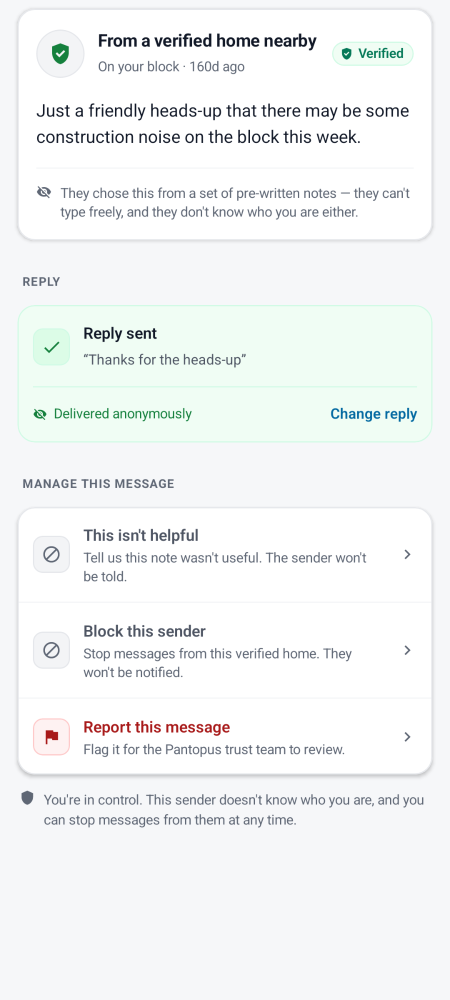 From a verified home nearby
On your block · 160d ago
Verified
Just a friendly heads-up that there may be some
construction noise on the block this week.
They chose this from a set of pre-written notes — they can't
type freely, and they don't know who you are either.
REPLY
Reply sent
“Thanks for the heads-up”
Delivered anonymously
Change reply
MANAGE THIS MESSAGE
This isn't helpful
Tell us this note wasn't useful. The sender won't
be told.
Block this sender
Stop messages from this verified home. They
won't be notified.
Report this message
Flag it for the Pantopus trust team to review.
You're in control. This sender doesn't know who you are, and you
can stop messages from them at any time.